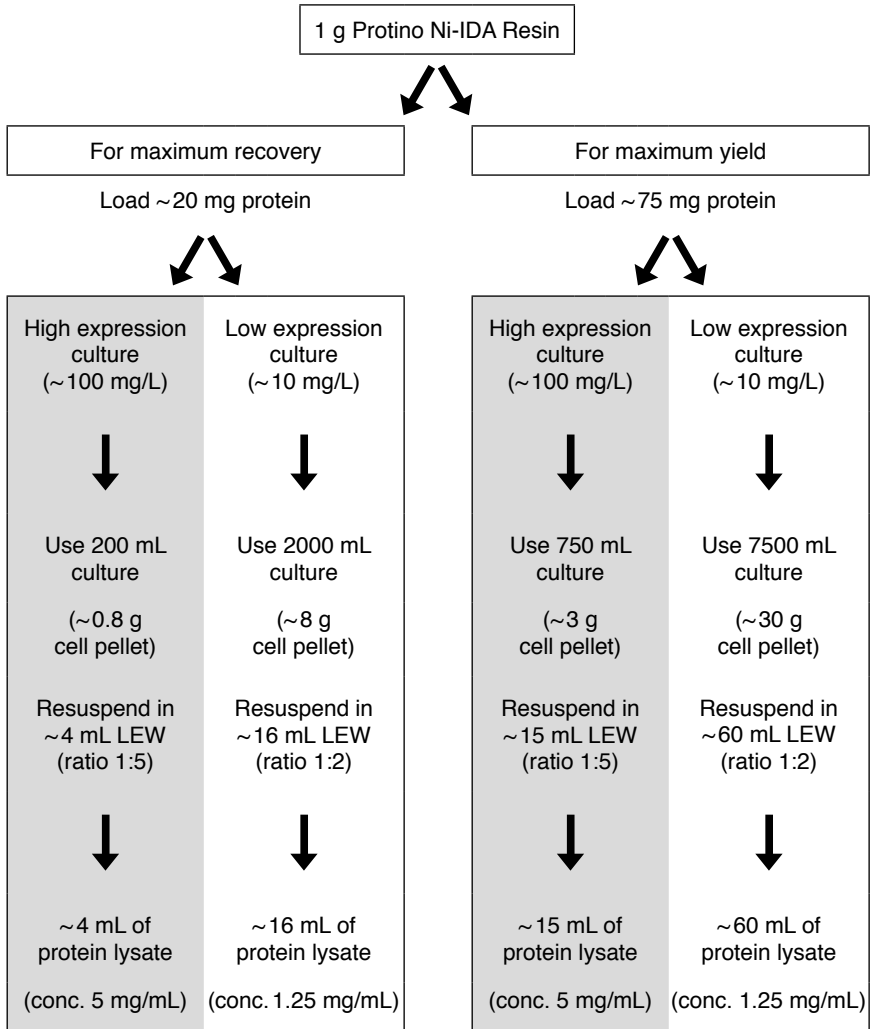 1 g Protino Ni-IDA Resin
For maximum recovery
Load ~20 mg protein
High expression
culture
(~100 mg/L)
Use 200 mL
culture
(~0.8 g
cell pellet)
Resuspend in
~4 mL LEW
(ratio 1:5)
~4 mL of
protein lysate
(conc. 5 mg/mL)
Low expression
culture
(~10 mg/L)
Use 2000 mL
culture
(~8 g
cell pellet)
Resuspend in
~16 mL LEW
(ratio 1:2)
~16 mL of
protein lysate
(conc. 1.25 mg/mL)
For maximum yield
Load ~75 mg protein
High expression
culture
(~100 mg/L)
Use 750 mL
culture
(~3 g
cell pellet)
Resuspend in
~15 mL LEW
(ratio 1:5)
~15 mL of
protein lysate
(conc. 5 mg/mL)
Low expression
culture
(~10 mg/L)
Use 7500 mL
culture
(~30 g
cell pellet)
Resuspend in
~60 mL LEW
(ratio 1:2)
~60 mL of
protein lysate
(conc. 1.25 mg/mL)